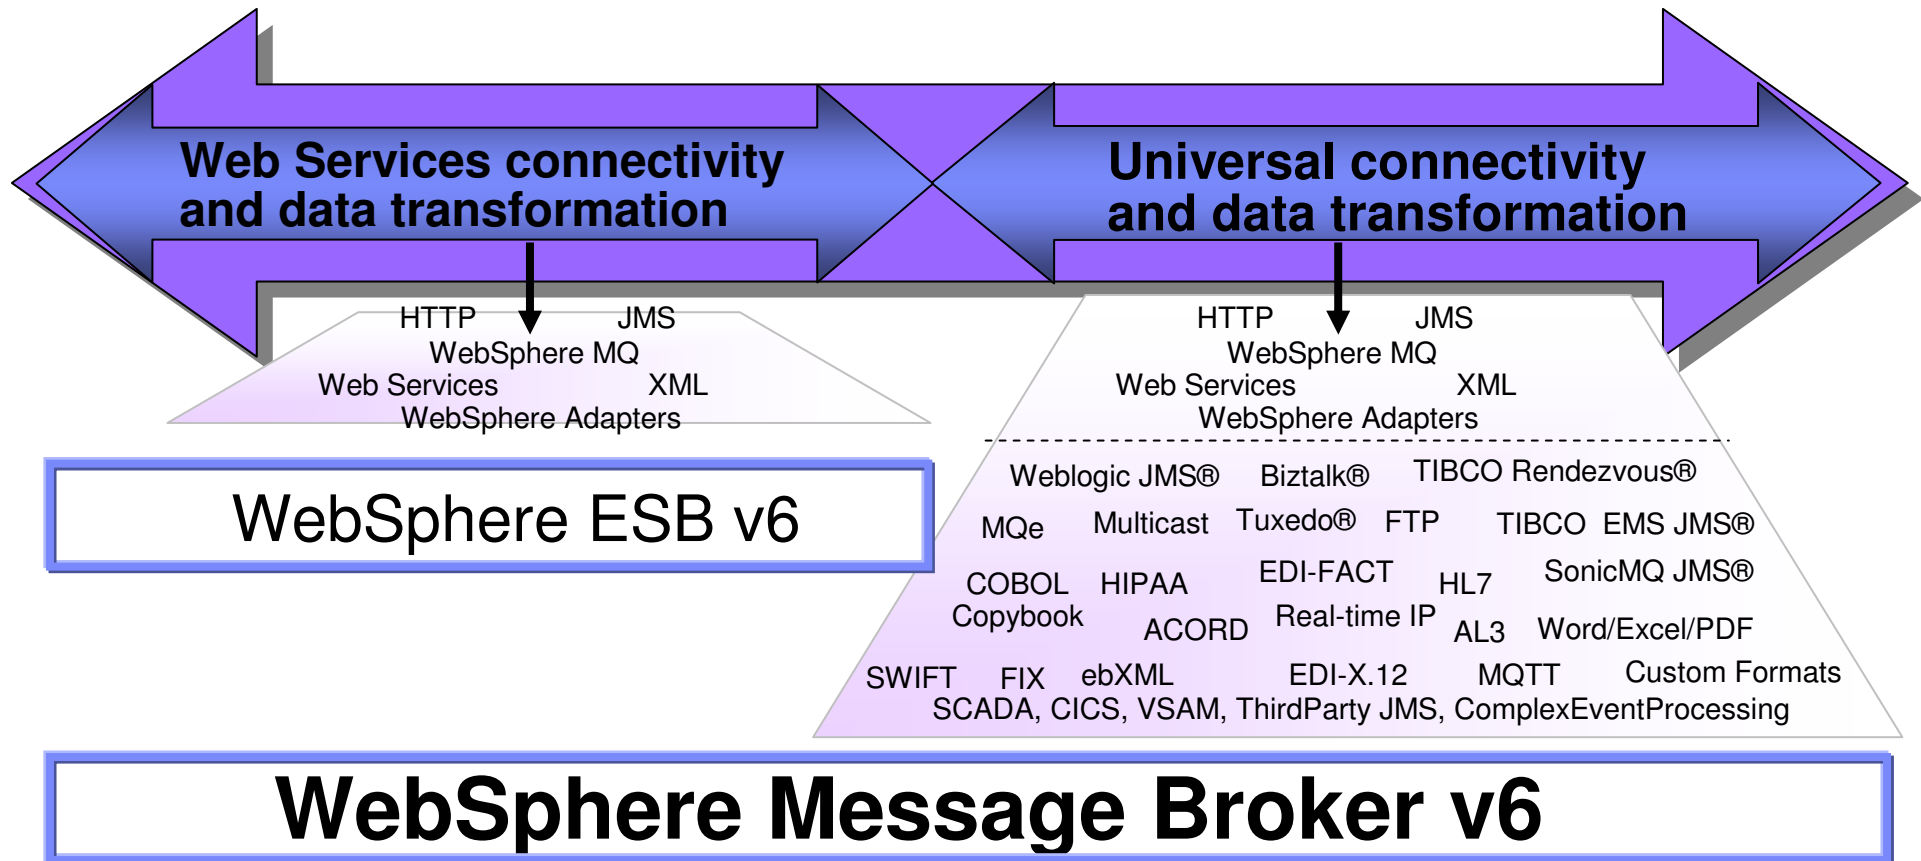 Web Services connectivity
and data transformation
Universal connectivity
and data transformation
HTTP JMS
WebSphere MQ
Web Services XML
WebSphere Adapters
HTTP JMS
WebSphere MQ
Web Services XML
WebSphere Adapters
WebSphere ESB v6
Weblogic JMS® Biztalk® TIBCO Rendezvous®
MQe Multicast Tuxedo® FTP TIBCO EMS JMS®
COBOL HIPAA EDI-FACT HL7 SonicMQ JMS®
Copybook ACORD Real-time IP AL3 Word/Excel/PDF
SWIFT FIX ebXML EDI-X.12 MQTT Custom Formats
SCADA, CICS, VSAM, ThirdParty JMS, ComplexEventProcessing
WebSphere Message Broker v6